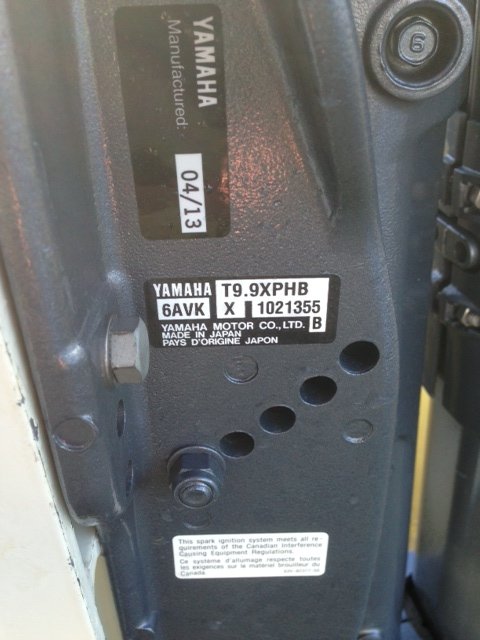 YAMAHA
Manufactured:
04/13
6
YAMAHA T9.9XPHB
6AVK X 1021355
YAMAHA MOTOR CO., LTD. B
MADE IN JAPAN
PAYS D'ORIGINE JAPON
This spark ignition system meets all re-
quirements of the Canadian Interference
Causing Equipment Regulations.
Ce système d'allumage respecte toutes
les exigences sur le matériel brouilleur du
Canada